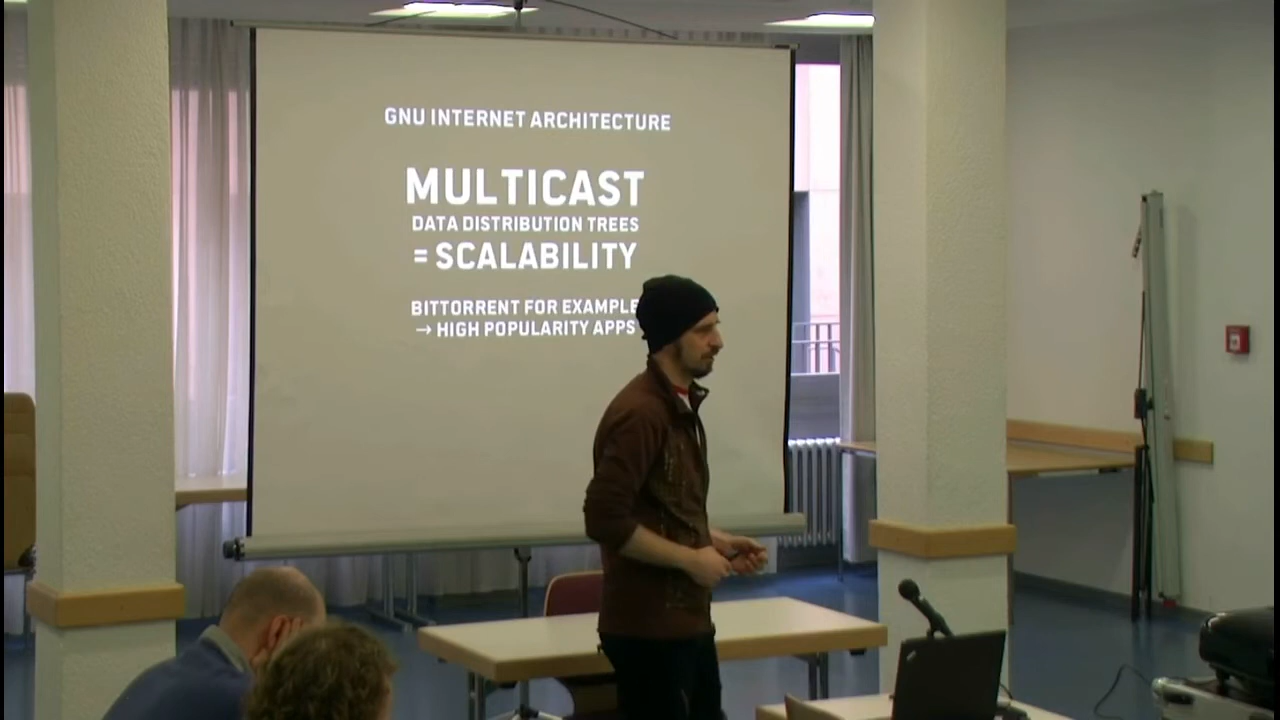 GNU INTERNET ARCHITECTURE
MULTICAST
DATA DISTRIBUTION TREES
= SCALABILITY
BITTORRENT FOR EXAMPLE
→ HIGH POPULARITY APPS